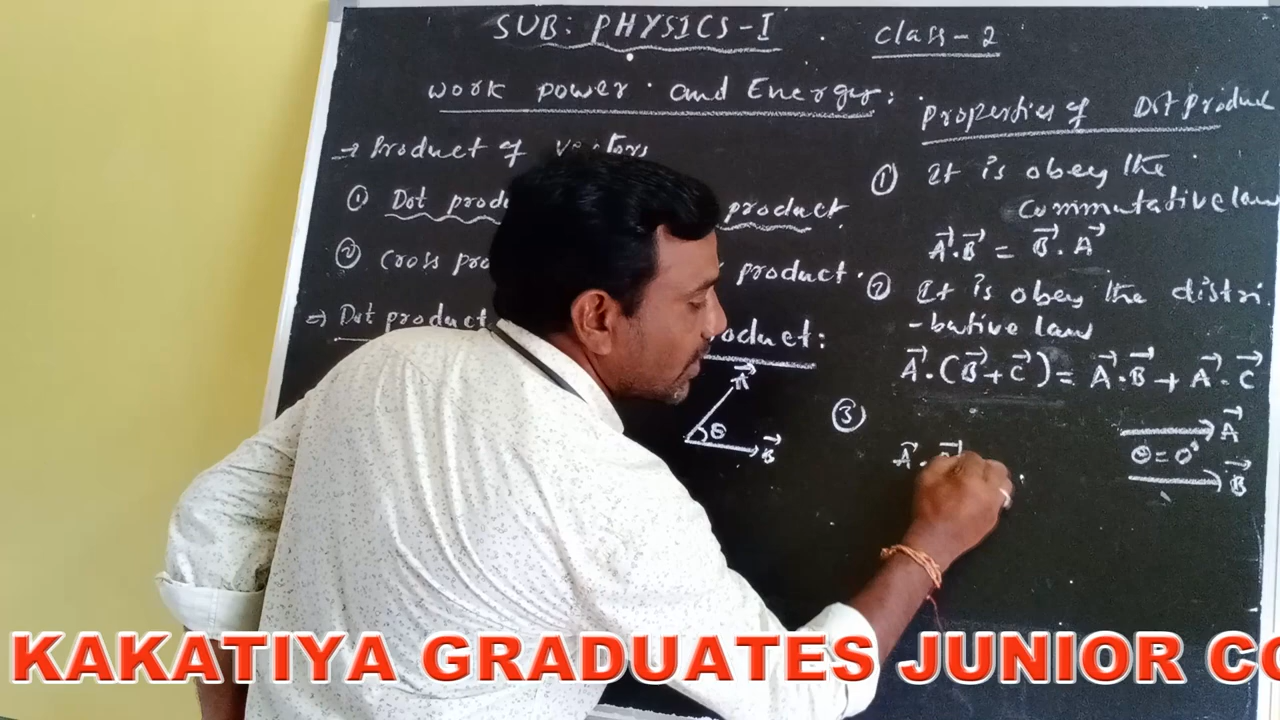 SUB: PHYSICS-I . Class-2
Work power and Energy:
→ Product of vectors
① Dot product.
② Cross product.
⇒ Dot product
A
θ
B
Properties of Dot Product
① It is obey the
Commutative law
A⃗.B⃗ = B⃗.A⃗
② It is obey the distri
-butive law
A⃗.(B⃗+C⃗) = A⃗.B⃗ + A⃗.C⃗
③
A⃗.
A⃗
θ=0°
B⃗
KAKATIYA GRADUATES JUNIOR CO